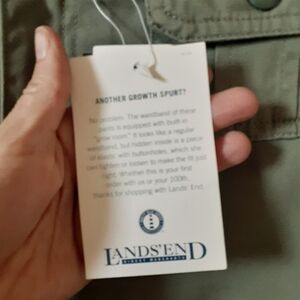 ANOTHER GROWTH SPURT?
No problem. The waistband of these
pants is equipped with built-in
"grow room." It looks like a regular
waistband, but hidden inside is a piece
of elastic with buttonholes, which she
can tighten or loosen to make the fit just
right. Whether this is your first
order with us or your 100th,
thanks for shopping with Lands' End.
LANDS' END
DIRECT MERCHANTS